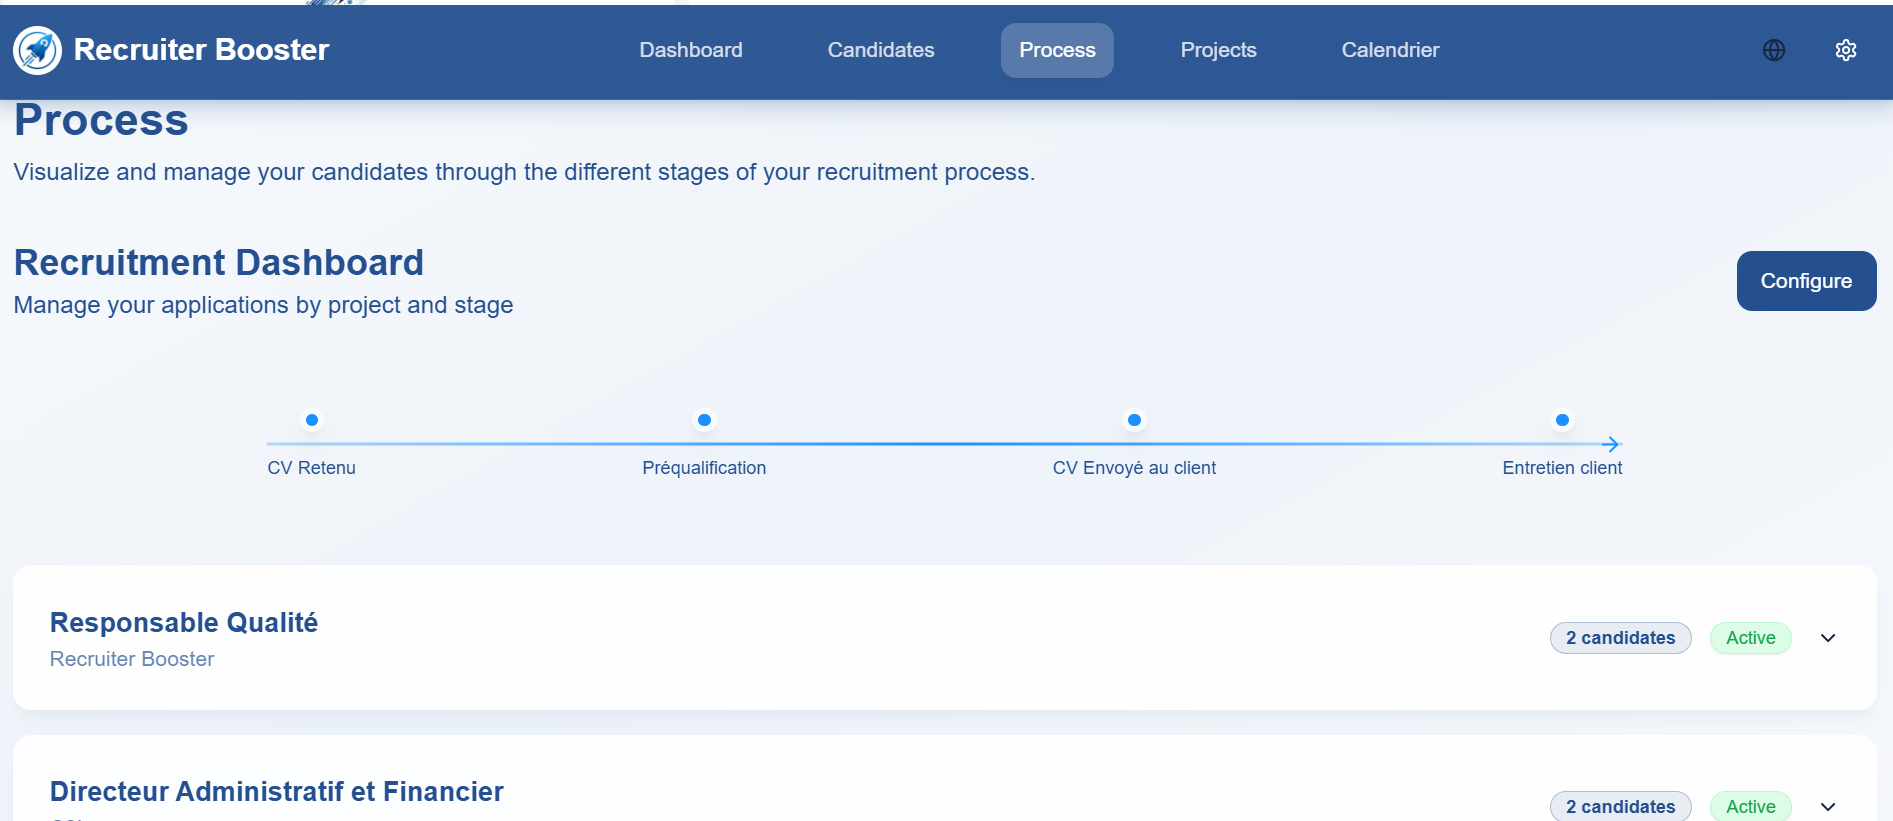 Recruiter Booster
Dashboard
Candidates
Process
Projects
Calendrier
Process
Visualize and manage your candidates through the different stages of your recruitment process.
Recruitment Dashboard
Manage your applications by project and stage
Configure
CV Retenu
Préqualification
CV Envoyé au client
Entretien client
Responsable Qualité
Recruiter Booster
2 candidates
Active
Directeur Administratif et Financier
2 candidates
Active